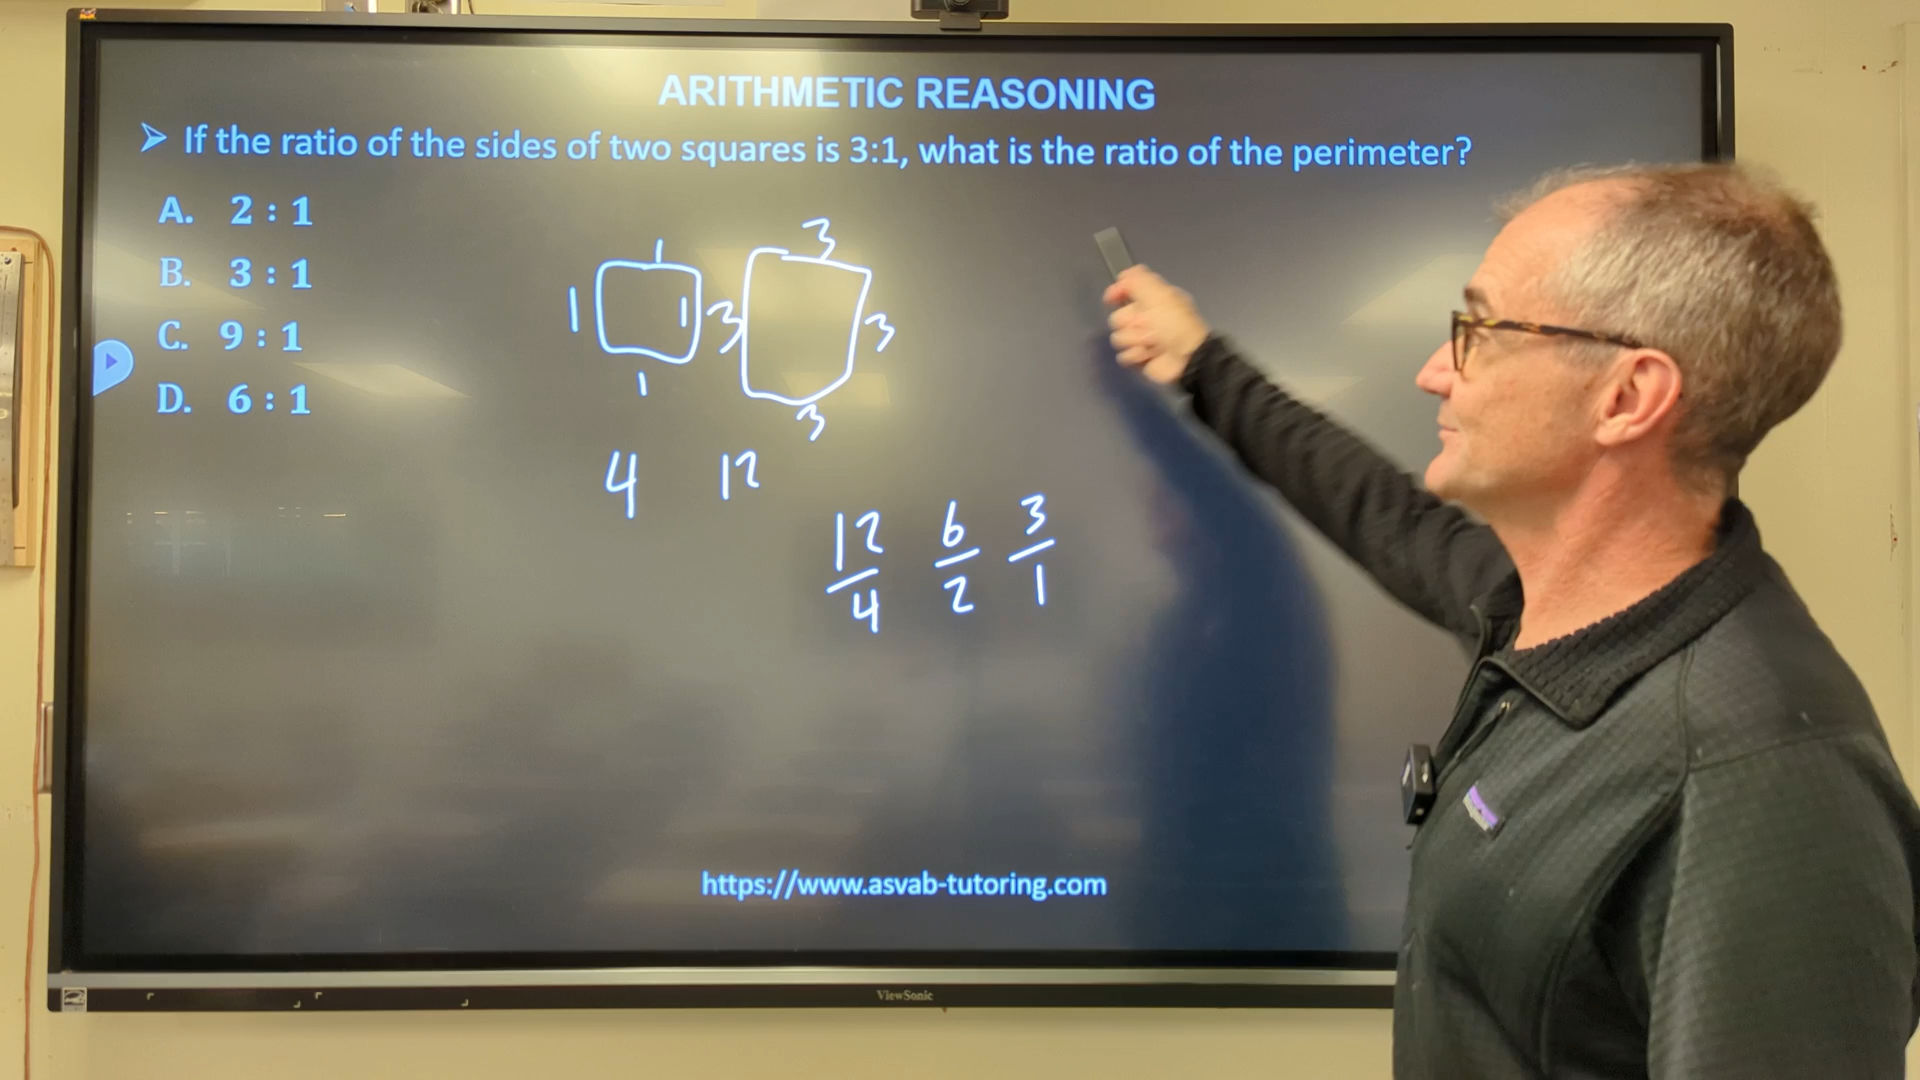 ARITHMETIC REASONING
➢ If the ratio of the sides of two squares is 3:1, what is the ratio of the perimeter?
A. 2 : 1
B. 3 : 1
C. 9 : 1
D. 6 : 1
1 3
1 1 3 3
1 3
4 12
12/4 6/2 3/1
https://www.asvab-tutoring.com
ViewSonic